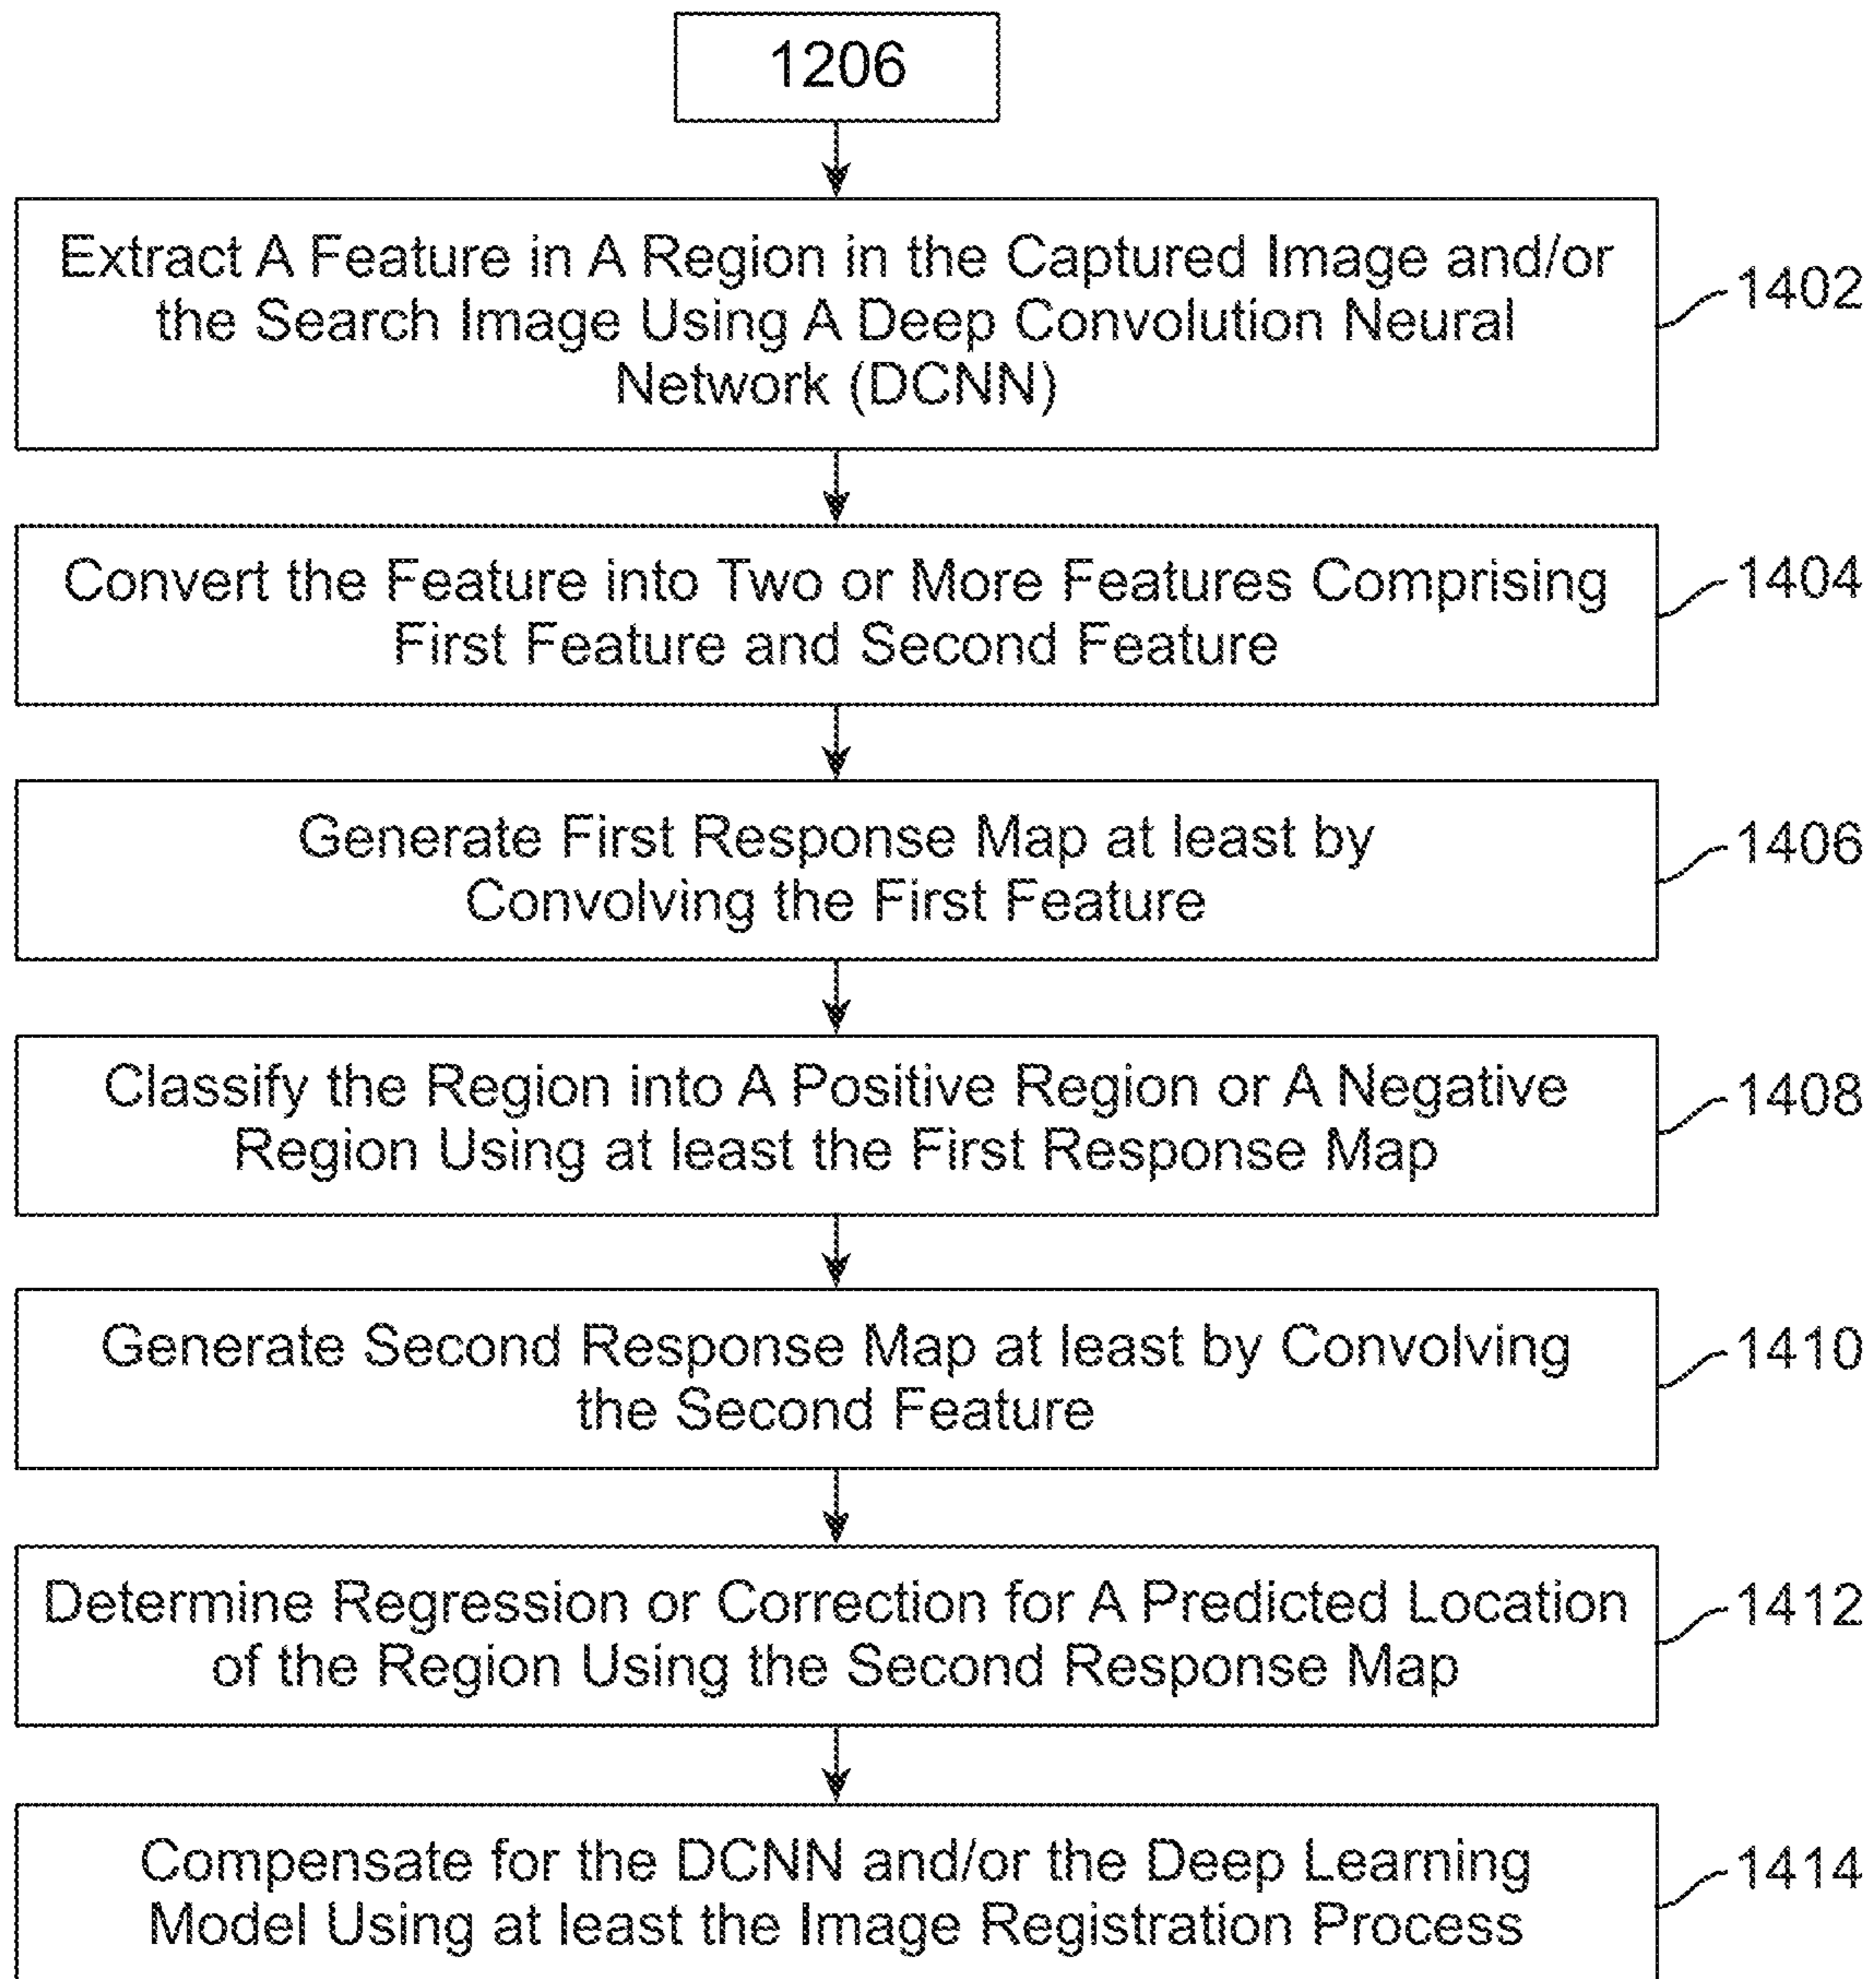 1206
Extract A Feature in A Region in the Captured Image and/or
the Search Image Using A Deep Convolution Neural
Network (DCNN)
1402
Convert the Feature into Two or More Features Comprising
First Feature and Second Feature
1404
Generate First Response Map at least by
Convolving the First Feature
1406
Classify the Region into A Positive Region or A Negative
Region Using at least the First Response Map
1408
Generate Second Response Map at least by Convolving
the Second Feature
1410
Determine Regression or Correction for A Predicted Location
of the Region Using the Second Response Map
1412
Compensate for the DCNN and/or the Deep Learning
Model Using at least the Image Registration Process
1414